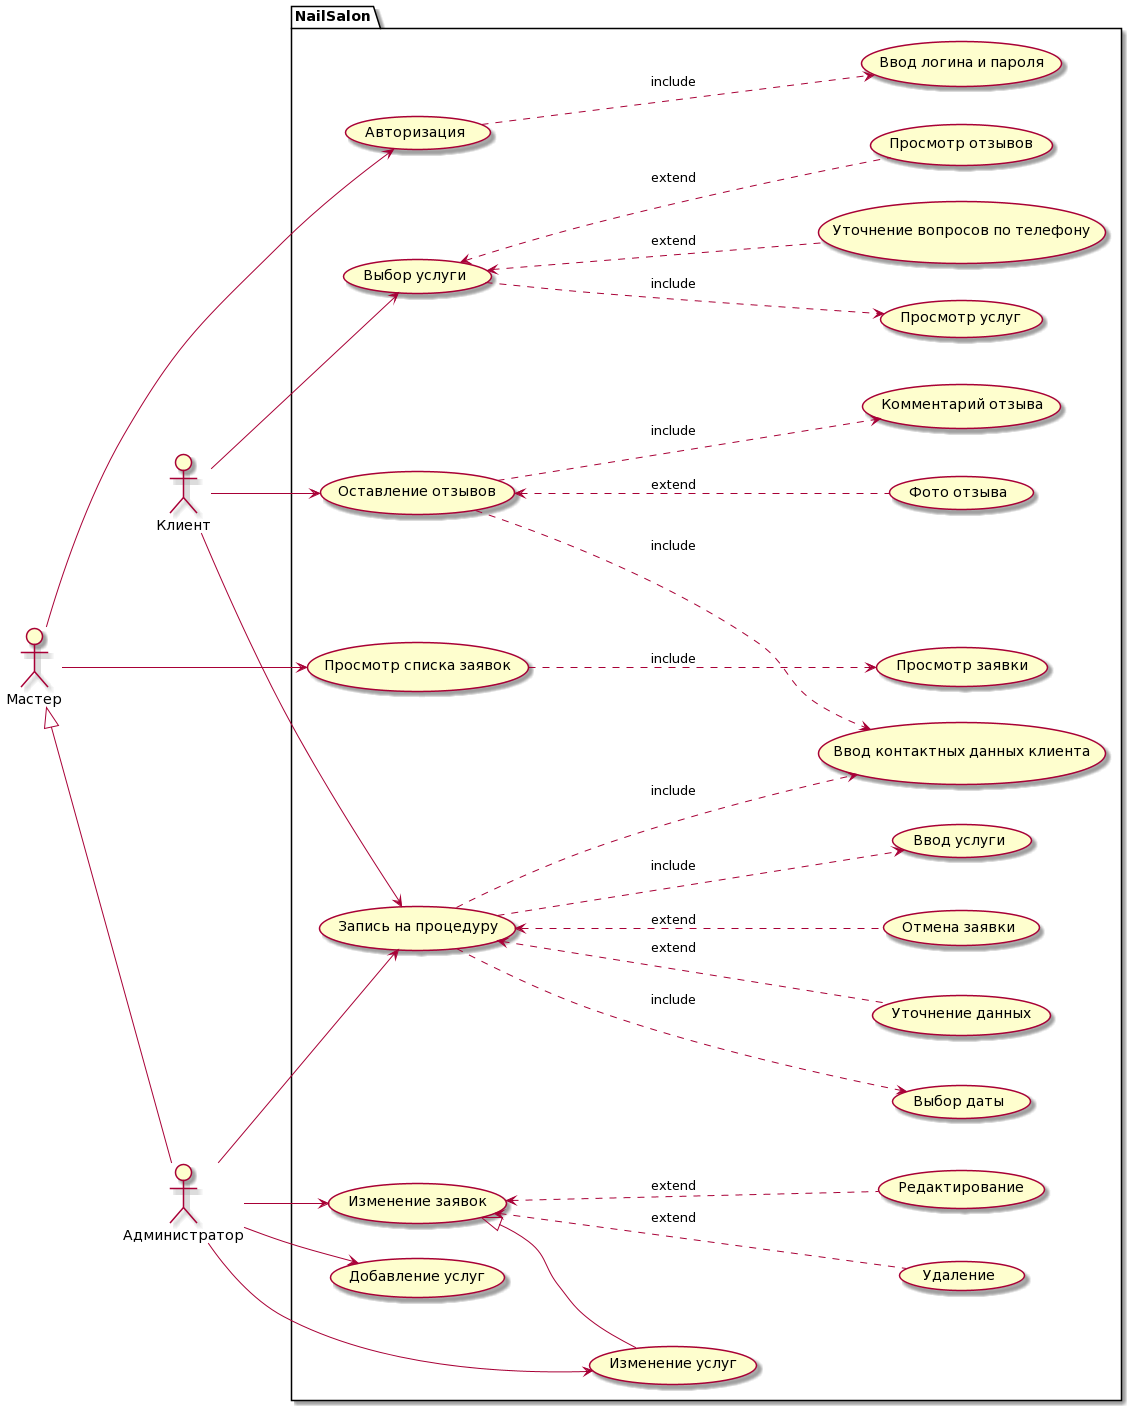 NailSalon
Ввод логина и пароля
include
Авторизация
Просмотр отзывов
extend
Уточнение вопросов по телефону
extend
Выбор услуги
include
Просмотр услуг
Комментарий отзыва
include
extend
Оставление отзывов
Фото отзыва
Клиент
include
include
Просмотр списка заявок
Просмотр заявки
Мастер
Ввод контактных данных клиента
include
Ввод услуги
include
extend
Запись на процедуру
Отмена заявки
extend
include
Уточнение данных
Выбор даты
extend
Редактирование
Изменение заявок
extend
Администратор
Добавление услуг
Удаление
Изменение услуг